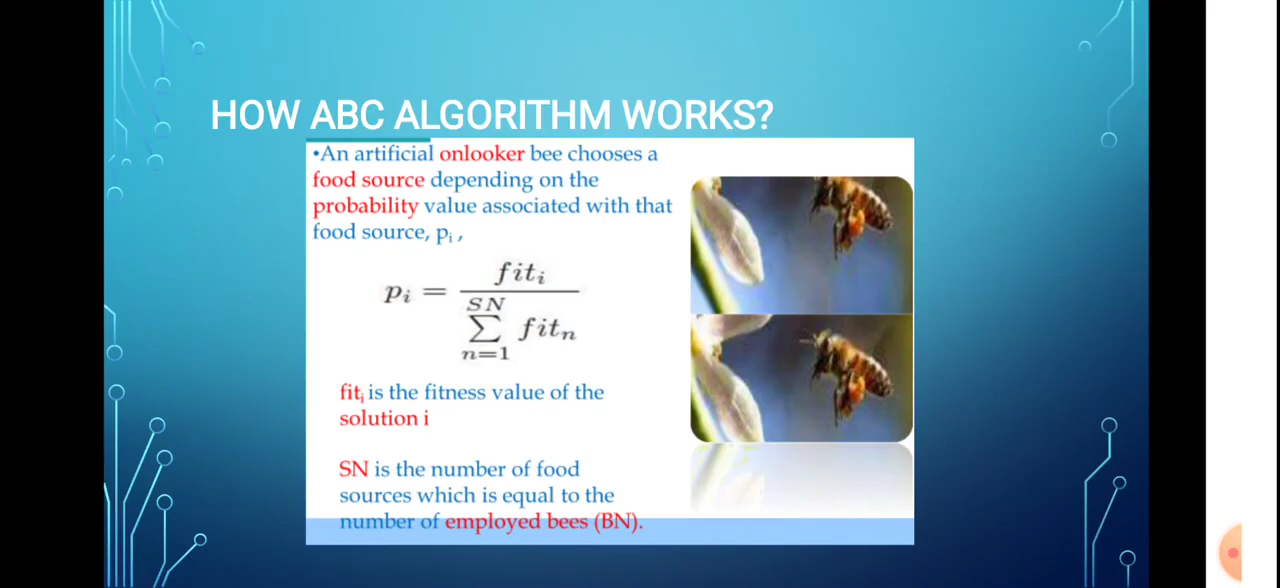 HOW ABC ALGORITHM WORKS?
•An artificial onlooker bee chooses a
food source depending on the
probability value associated with that
food source, pᵢ ,
pᵢ = fitᵢ / SN∑n=1 fitₙ
fitᵢ is the fitness value of the
solution i
SN is the number of food
sources which is equal to the
number of employed bees (BN).